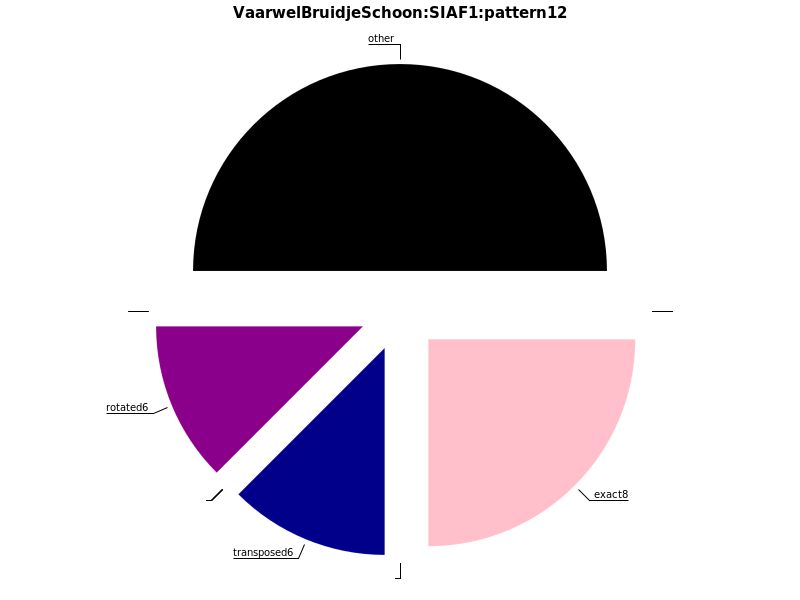 VaarwelBruidjeSchoon:SIAF1:pattern12
other
rotated6
exact8
transposed6